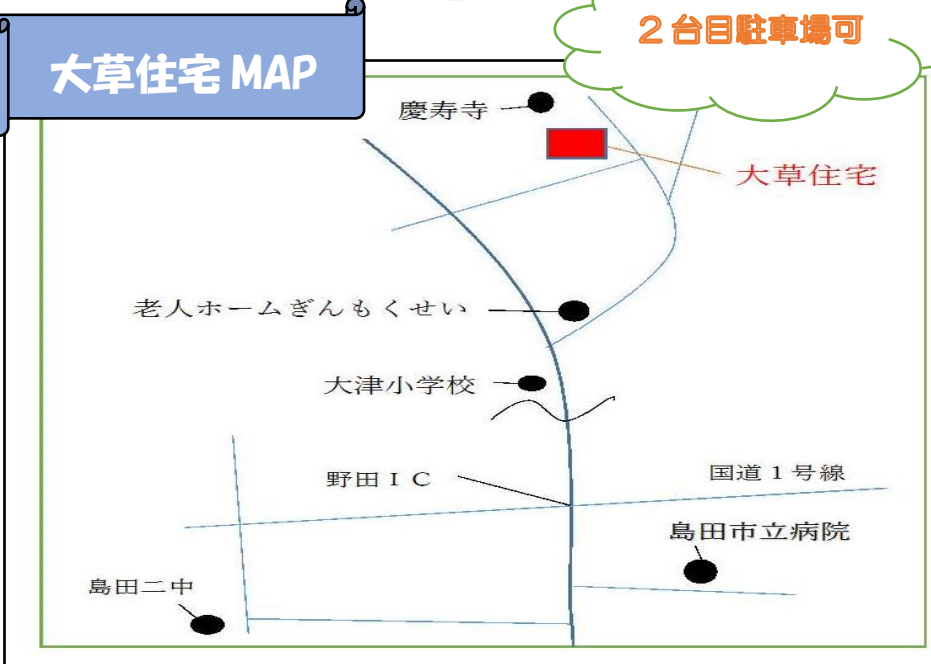 ２台目駐車場可
大草住宅 MAP
慶寿寺
大草住宅
老人ホームぎんもくせい
大津小学校
野田ＩＣ
国道１号線
島田市立病院
島田二中